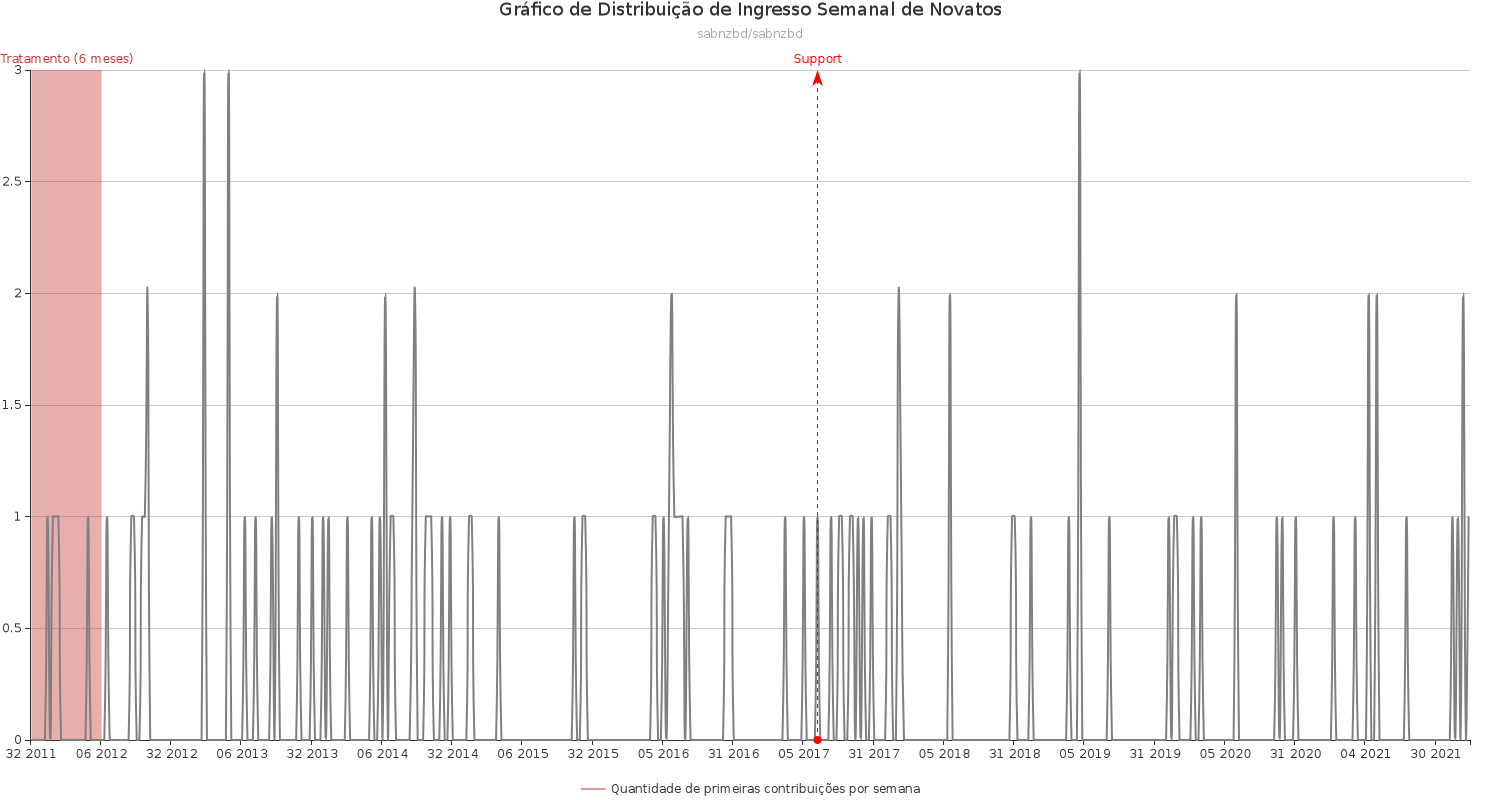 Gráfico de Distribuição de Ingresso Semanal de Novatos
sabnzbd/sabnzbd
Tratamento (6 meses)
Support
3
2.5
2
1.5
1
0.5
0
32 2011 06 2012 32 2012 06 2013 32 2013 06 2014 32 2014 06 2015 32 2015 05 2016 31 2016 05 2017 31 2017 05 2018 31 2018 05 2019 31 2019 05 2020 31 2020 04 2021 30 2021
Quantidade de primeiras contribuições por semana